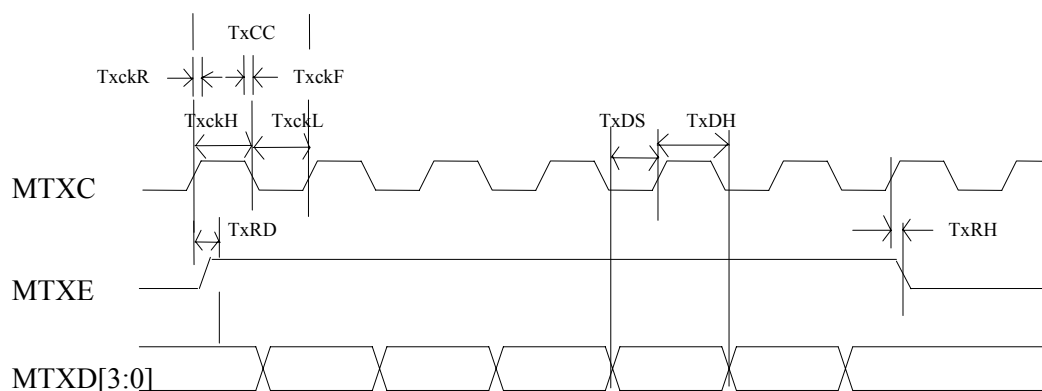 TxCC
TxckR
TxckF
TxckH
TxckL
TxDS
TxDH
MTXC
TxRD
TxRH
MTXE
MTXD[3:0]